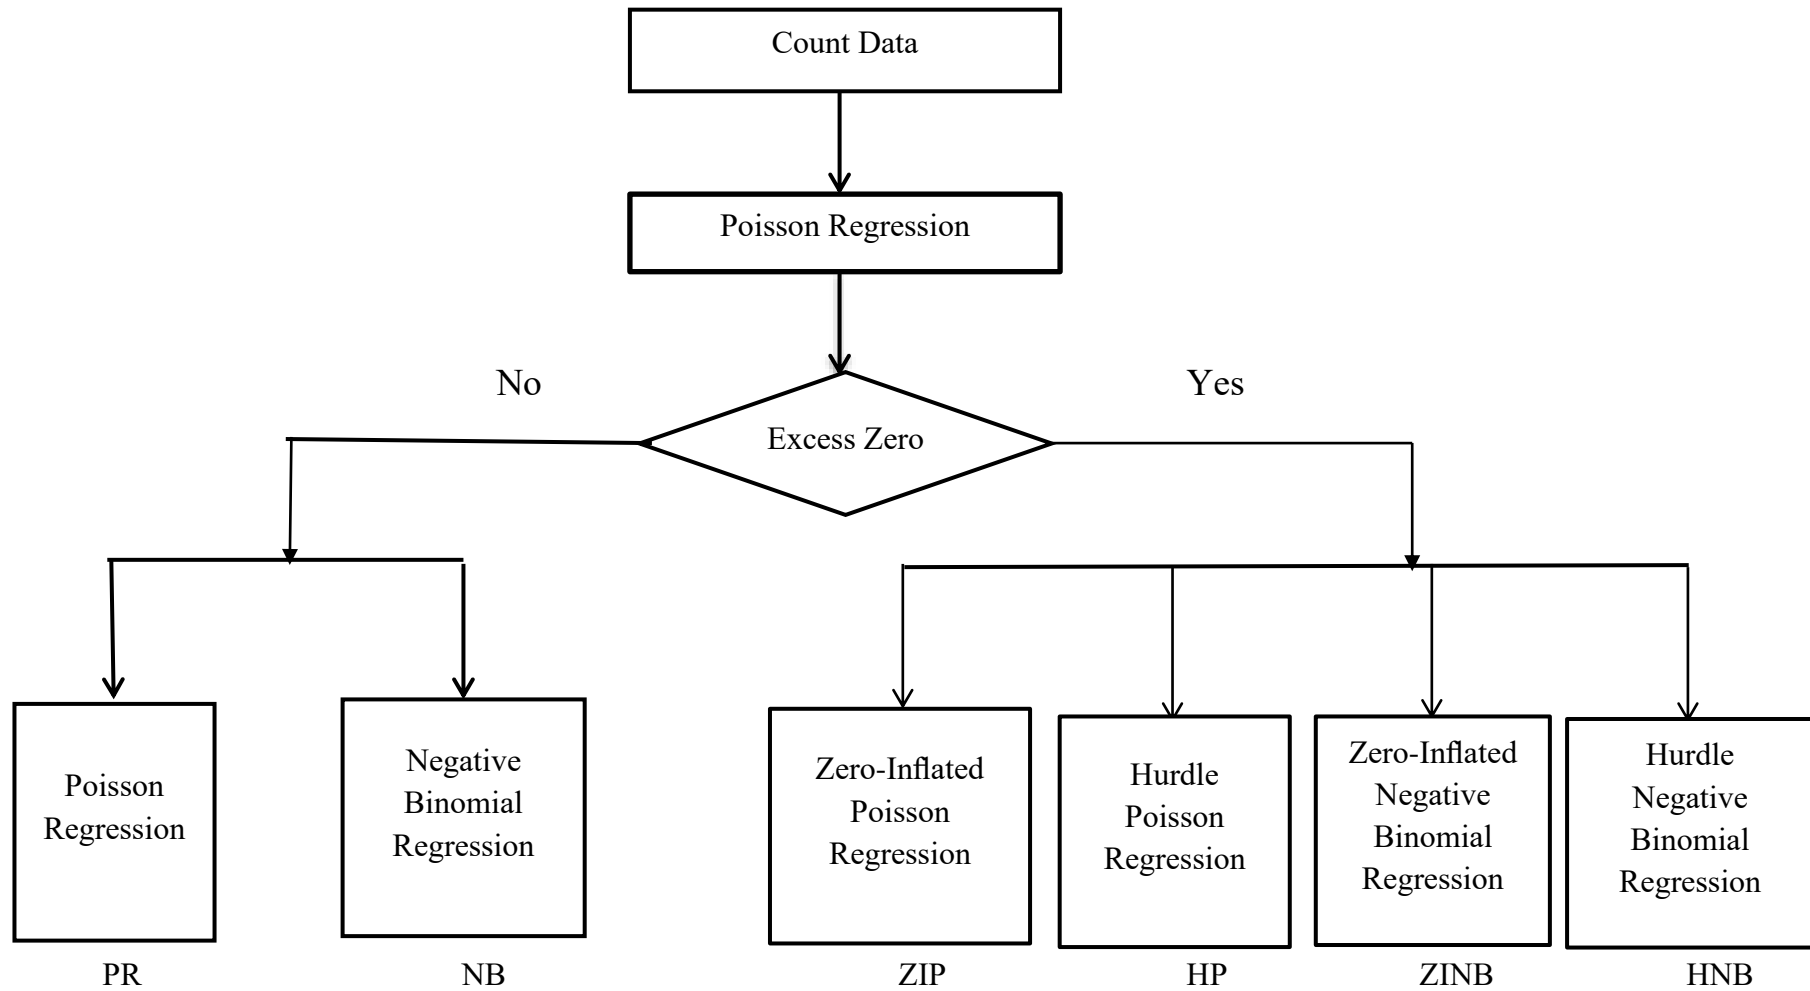 Count Data
Poisson Regression
No
Yes
Excess Zero
Poisson
Regression
Negative
Binomial
Regression
Zero-Inflated
Poisson
Regression
Hurdle
Poisson
Regression
Zero-Inflated
Negative
Binomial
Regression
Hurdle
Negative
Binomial
Regression
PR
NB
ZIP
HP
ZINB
HNB